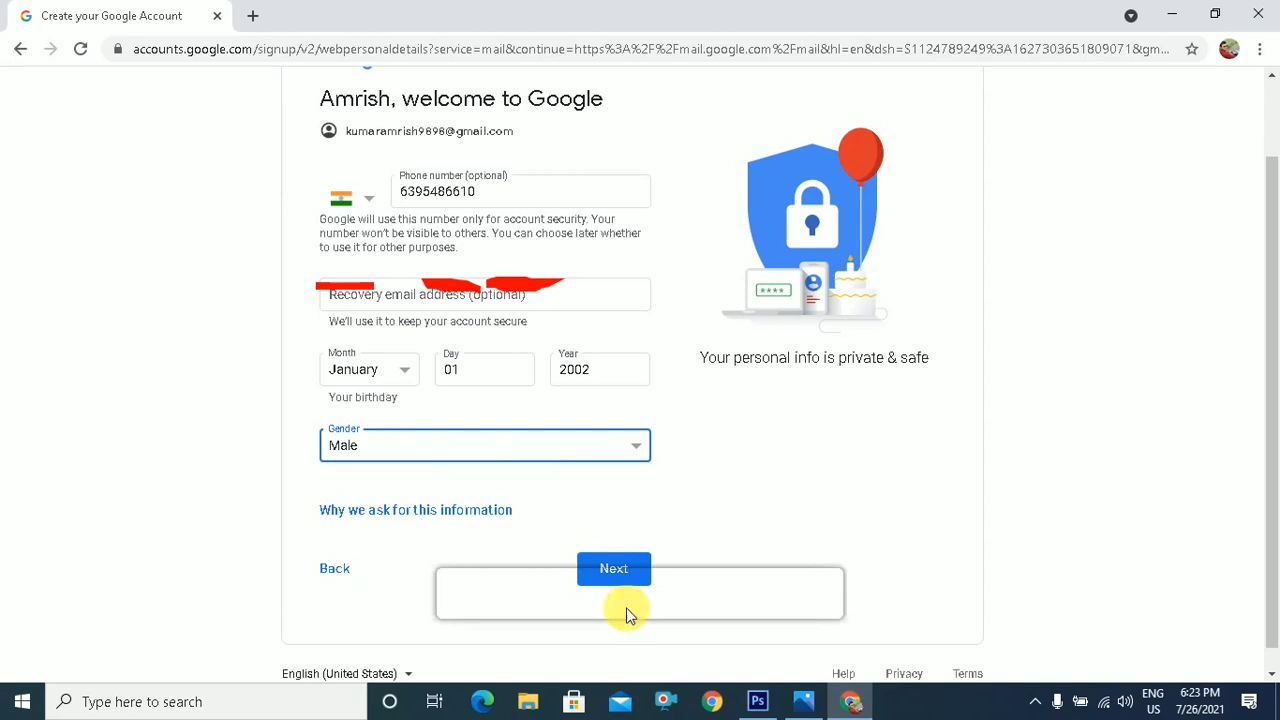 Create your Google Account
accounts.google.com/signup/v2/webpersonaldetails?service=mail&continue=https%3A%2F%2Fmail.google.com%2Fmail&hl=en&dsh=S1124789249%3A1627303651809071&gm...
Amrish, welcome to Google
kumaramrish9898@gmail.com
Phone number (optional)
6395486610
Google will use this number only for account security. Your
number won't be visible to others. You can choose later whether
to use it for other purposes.
Recovery email address (optional)
We'll use it to keep your account secure
Month
January
Day
01
Year
2002
Your birthday
Gender
Male
Why we ask for this information
Back
Next
****
Your personal info is private & safe
English (United States)
Help
Privacy
Terms
Type here to search
Ps
ENG
US
6:23 PM
7/26/2021